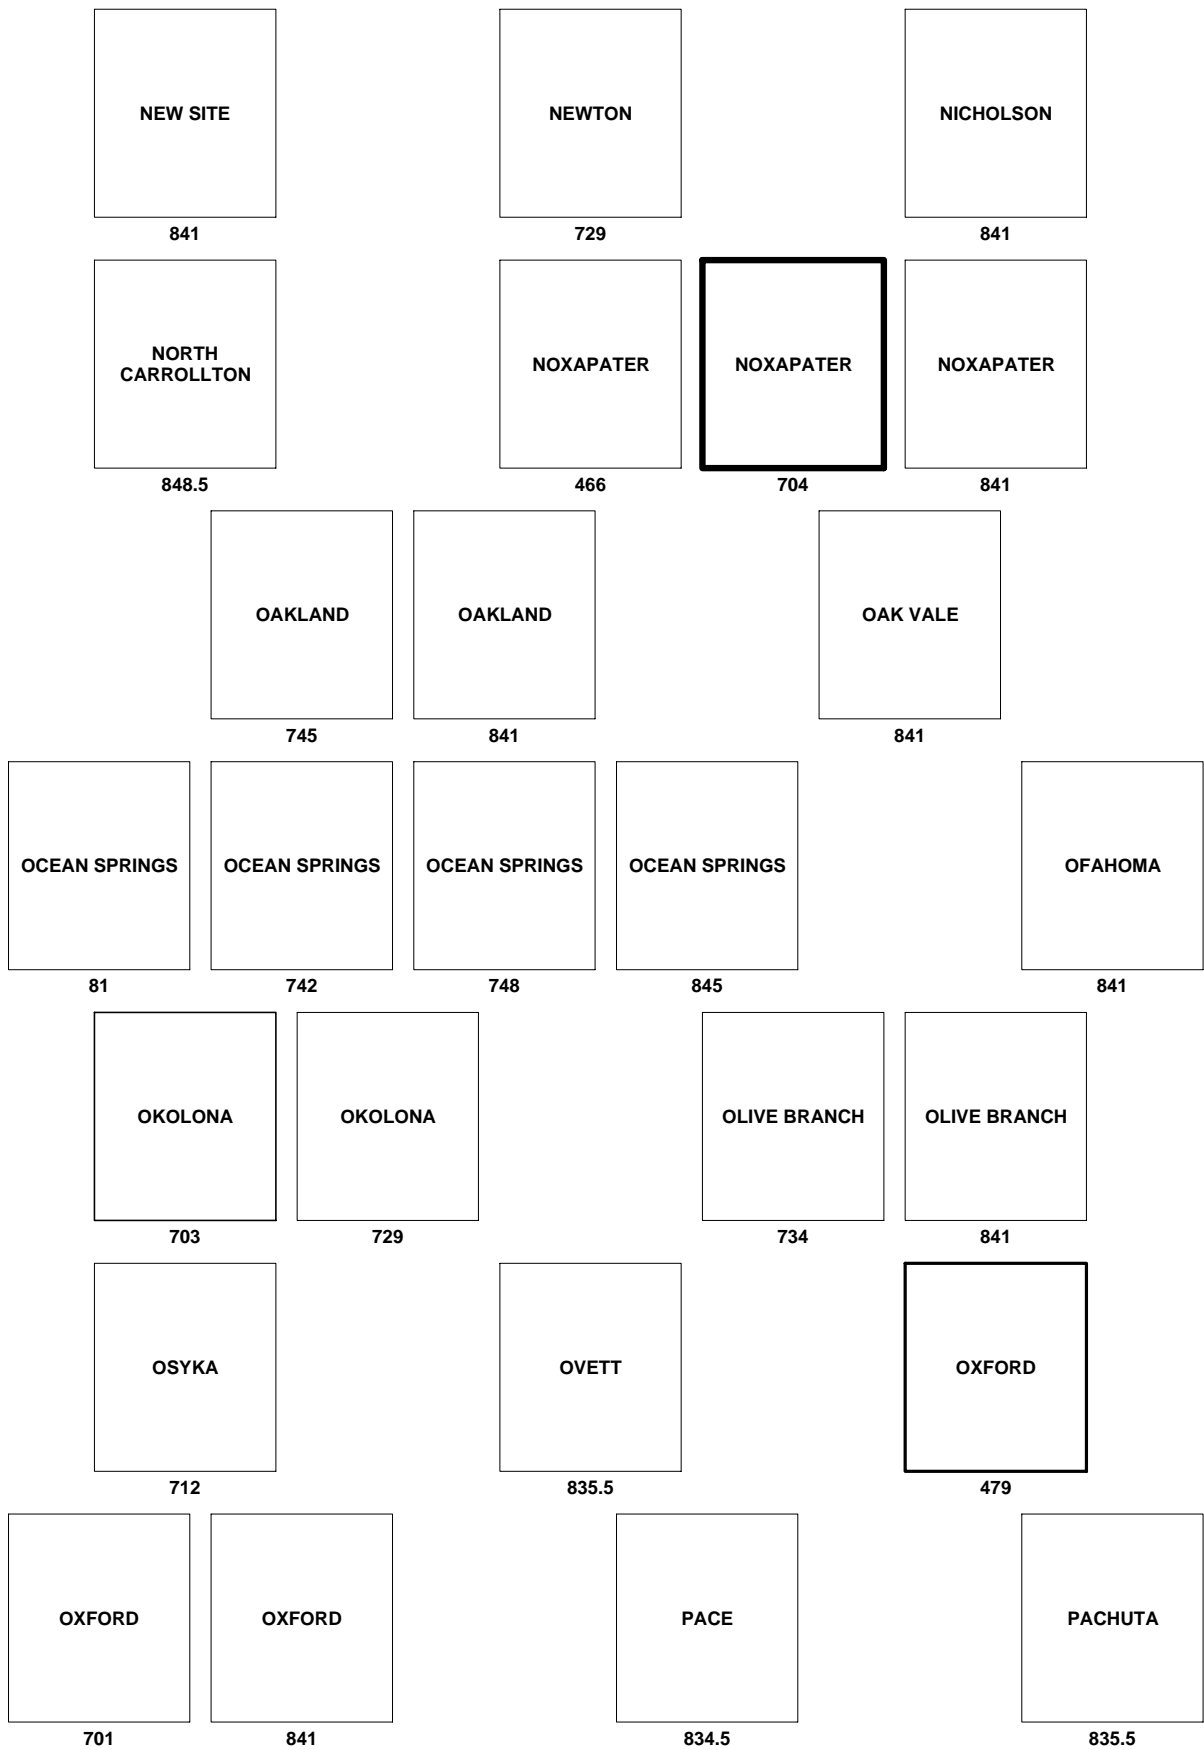 NEW SITE
NEWTON
NICHOLSON
841
729
841
NORTH
CARROLLTON
NOXAPATER
NOXAPATER
NOXAPATER
848.5
466
704
841
OAKLAND
OAKLAND
OAK VALE
745
841
841
OCEAN SPRINGS
OCEAN SPRINGS
OCEAN SPRINGS
OCEAN SPRINGS
OFAHOMA
81
742
748
845
841
OKOLONA
OKOLONA
OLIVE BRANCH
OLIVE BRANCH
703
729
734
841
OSYKA
OVETT
OXFORD
712
835.5
479
OXFORD
OXFORD
PACE
PACHUTA
701
841
834.5
835.5